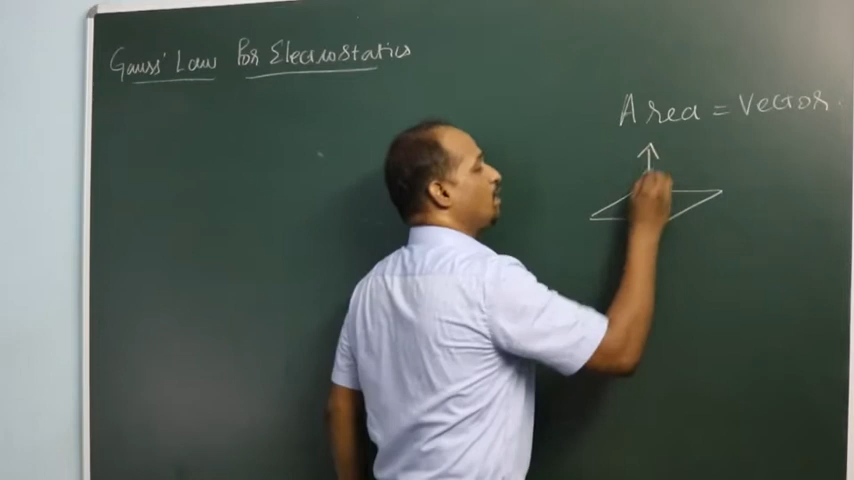 Gauss' Law for Electrostatics
Area = Vector.